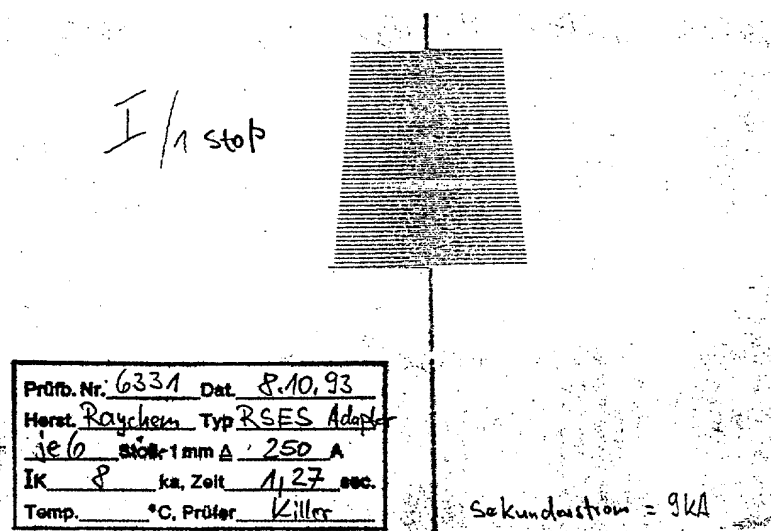 I/1 stop
Prüfb. Nr. 6331 Dat. 8.10.93
Herst. Raychem Typ RSES Adapter
je 6 Stöße 1 mm ≙ 250 A
IK 8 ka, Zeit 1,27 sec.
Temp. °C, Prüfer Killer
Sekundärstrom = 9kA